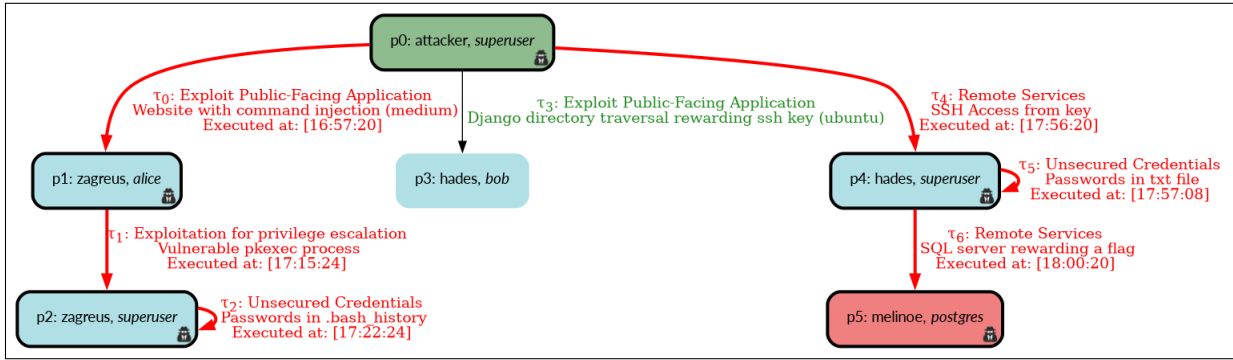 p0: attacker, superuser
τ0: Exploit Public-Facing Application
Website with command injection (medium)
Executed at: [16:57:20]
τ3: Exploit Public-Facing Application
Django directory traversal rewarding ssh key (ubuntu)
τ4: Remote Services
SSH Access from key
Executed at: [17:56:20]
p1: zagreus, alice
p3: hades, bob
p4: hades, superuser
τ5: Unsecured Credentials
Passwords in txt file
Executed at: [17:57:08]
τ1: Exploitation for privilege escalation
Vulnerable pkexec process
Executed at: [17:15:24]
τ6: Remote Services
SQL server rewarding a flag
Executed at: [18:00:20]
p2: zagreus, superuser
τ2: Unsecured Credentials
Passwords in .bash_history
Executed at: [17:22:24]
p5: melinoe, postgres